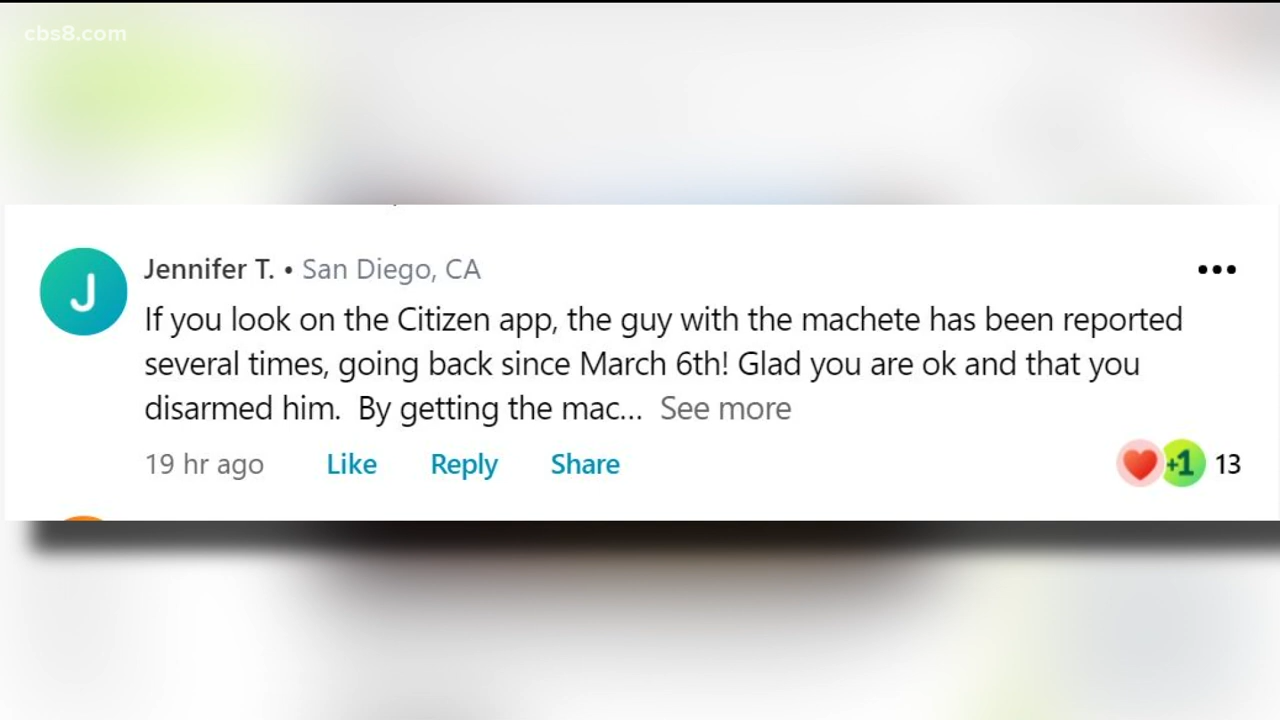 cbs8.com
J
Jennifer T. • San Diego, CA
If you look on the Citizen app, the guy with the machete has been reported
several times, going back since March 6th! Glad you are ok and that you
disarmed him.  By getting the mac...  See more
19 hr ago Like Reply Share +1 13